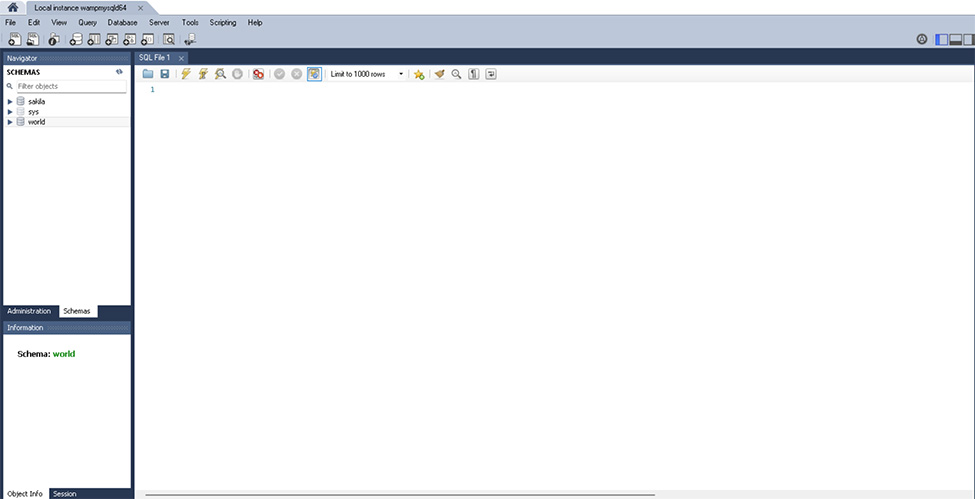 Local instance wampmysqld64
File Edit View Query Database Server Tools Scripting Help
Navigator
SCHEMAS
Filter objects
sakila
sys
world
Administration Schemas
Information
Schema: world
Object Info Session
SQL File 1
Limit to 1000 rows
1